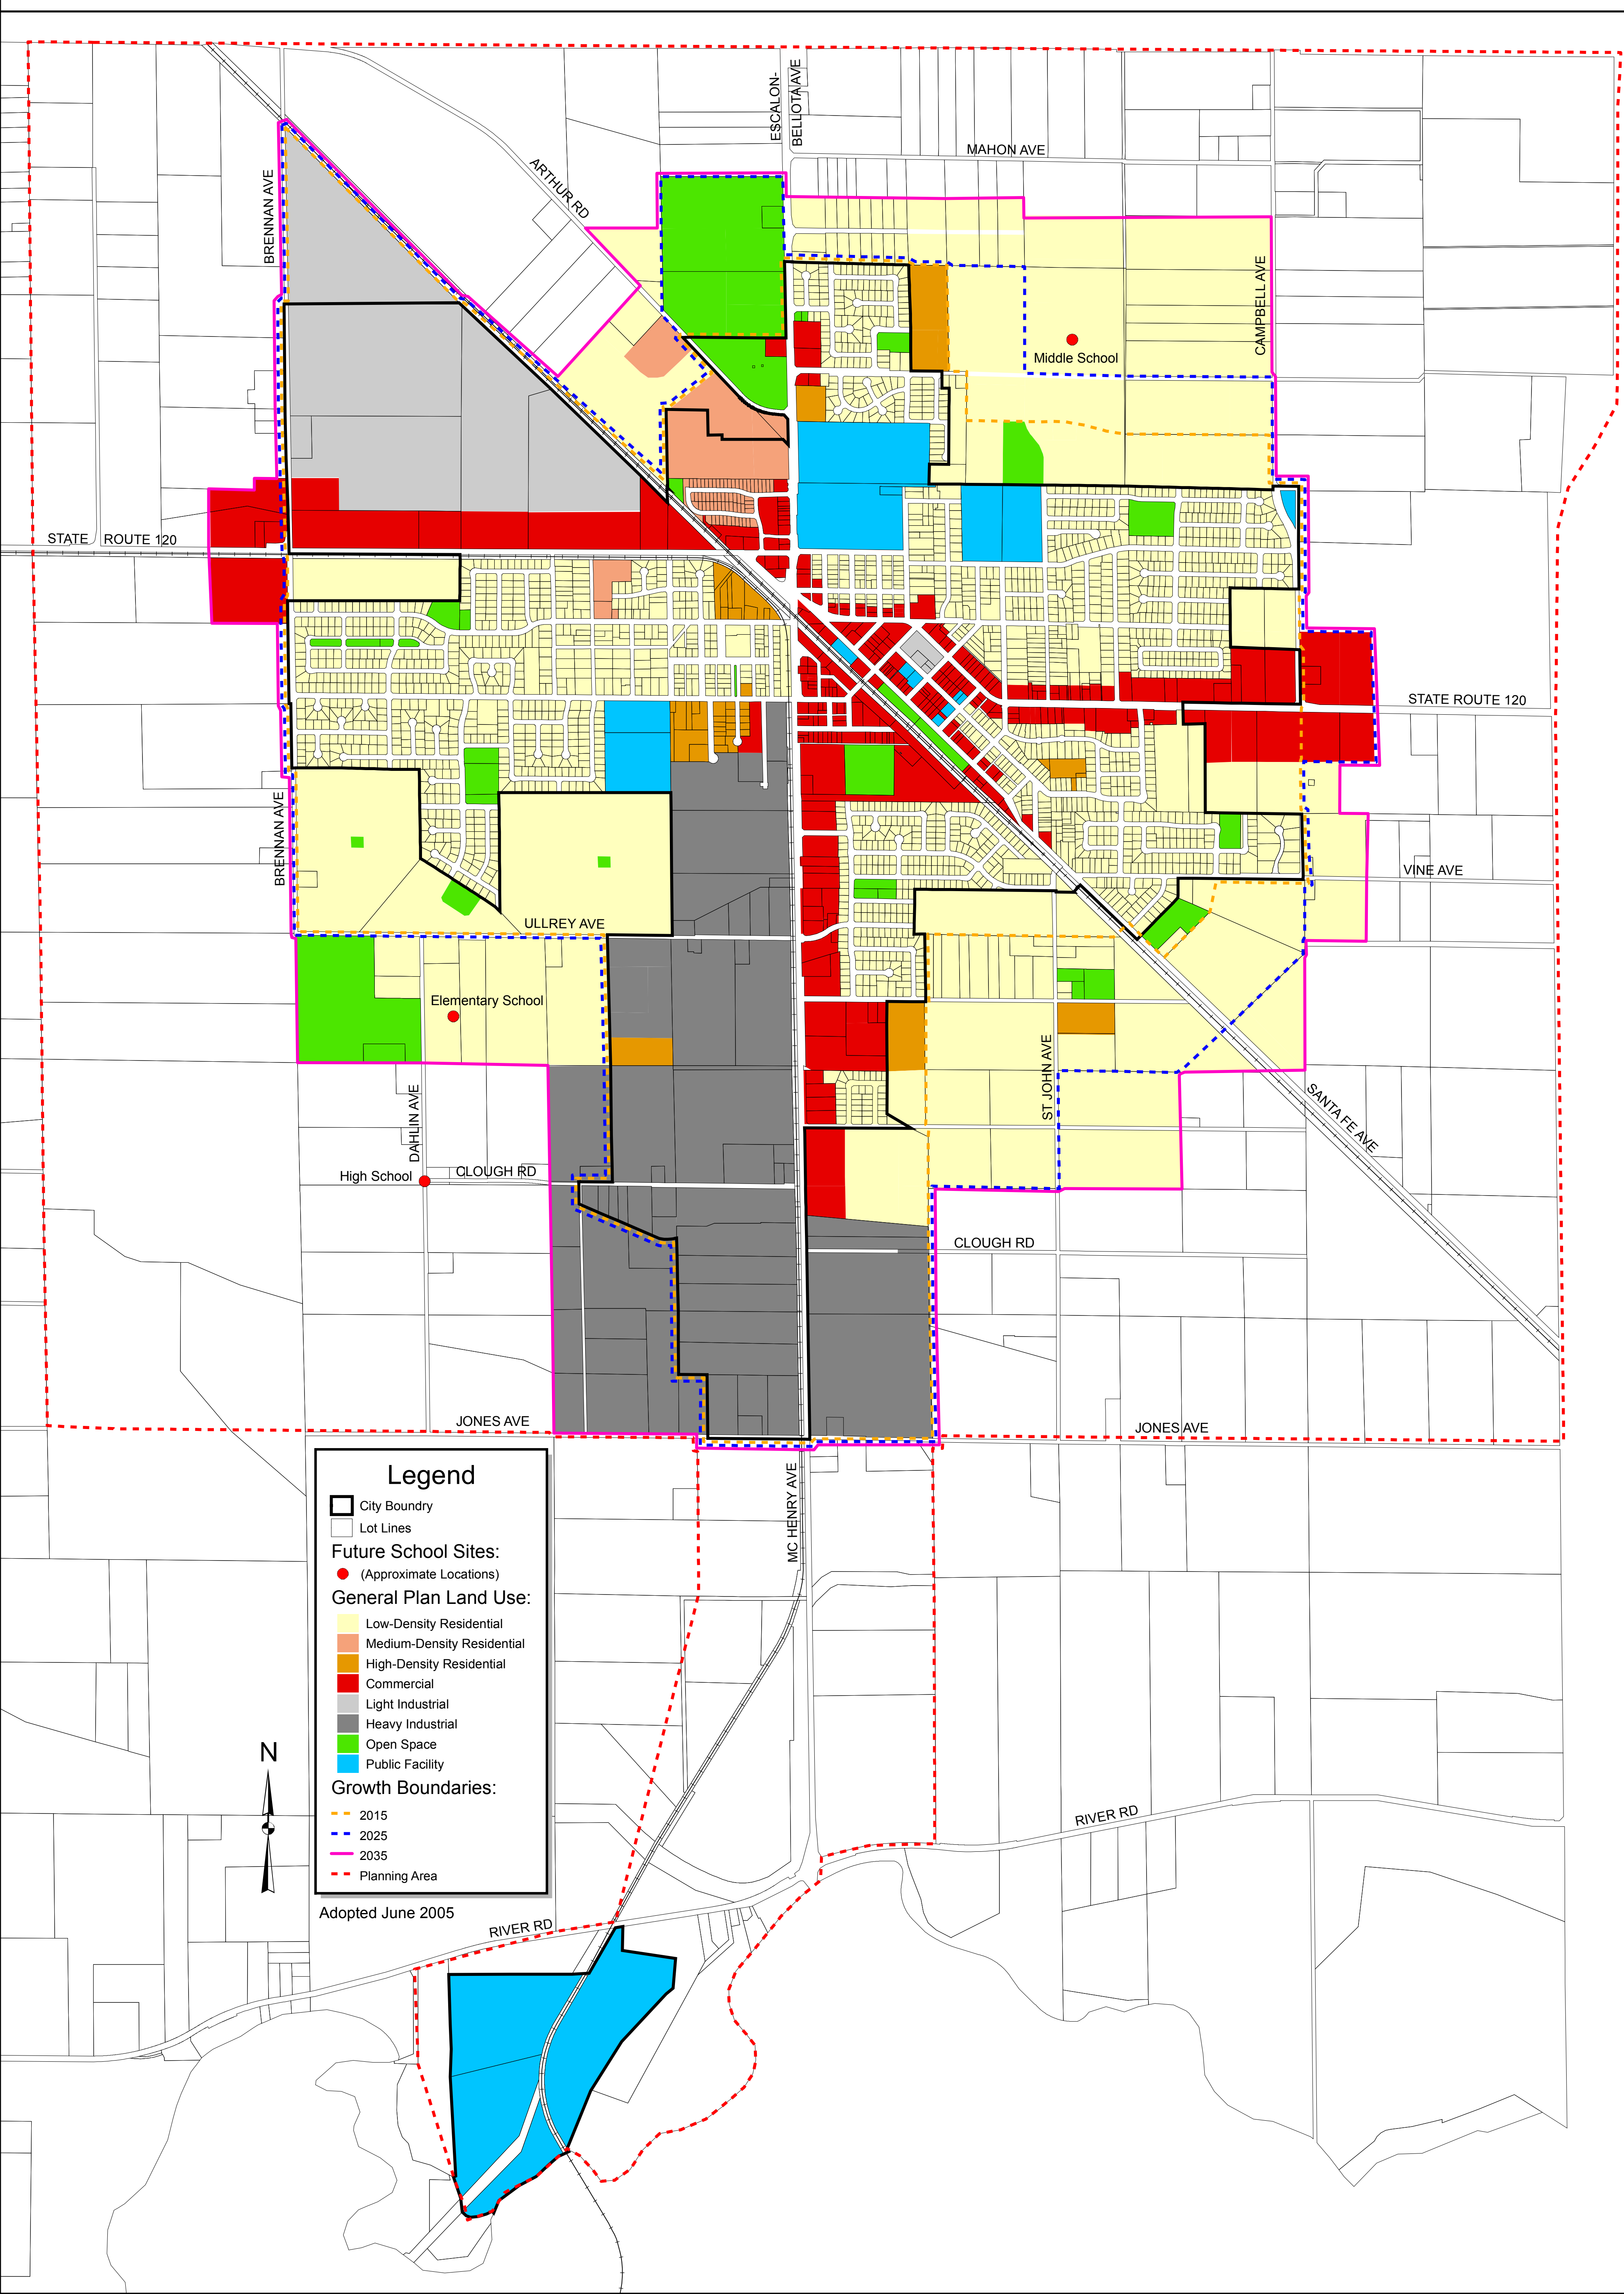 ESCALON-
BELLOTA AVE
MAHON AVE
ARTHUR RD
BRENNAN AVE
CAMPBELL AVE
Middle School
STATE ROUTE 120
STATE ROUTE 120
BRENNAN AVE
VINE AVE
ULLREY AVE
Elementary School
ST JOHN AVE
DAHLIN AVE
SANTA FE AVE
High School
CLOUGH RD
CLOUGH RD
JONES AVE
JONES AVE
MC HENRY AVE
Legend
City Boundry
Lot Lines
Future School Sites:
(Approximate Locations)
General Plan Land Use:
Low-Density Residential
Medium-Density Residential
High-Density Residential
Commercial
Light Industrial
Heavy Industrial
Open Space
Public Facility
Growth Boundaries:
2015
2025
2035
Planning Area
N
Adopted June 2005
RIVER RD
RIVER RD